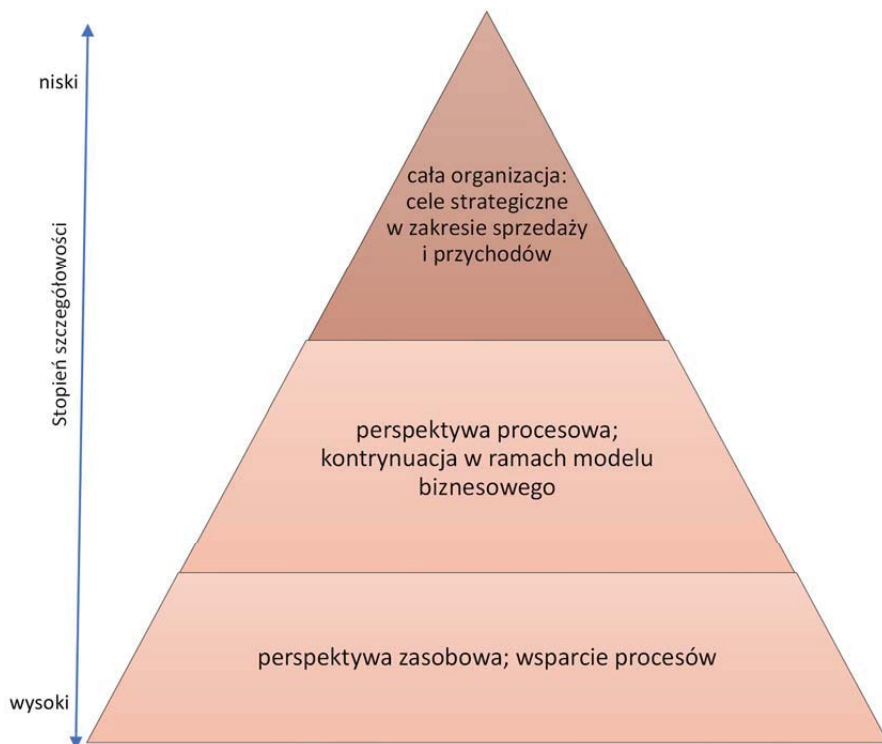 niski
Stopień szczegółowości
wysoki
cała organizacja:
cele strategiczne
w zakresie sprzedaży
i przychodów
perspektywa procesowa;
kontrynuacja w ramach modelu
biznesowego
perspektywa zasobowa; wsparcie procesów